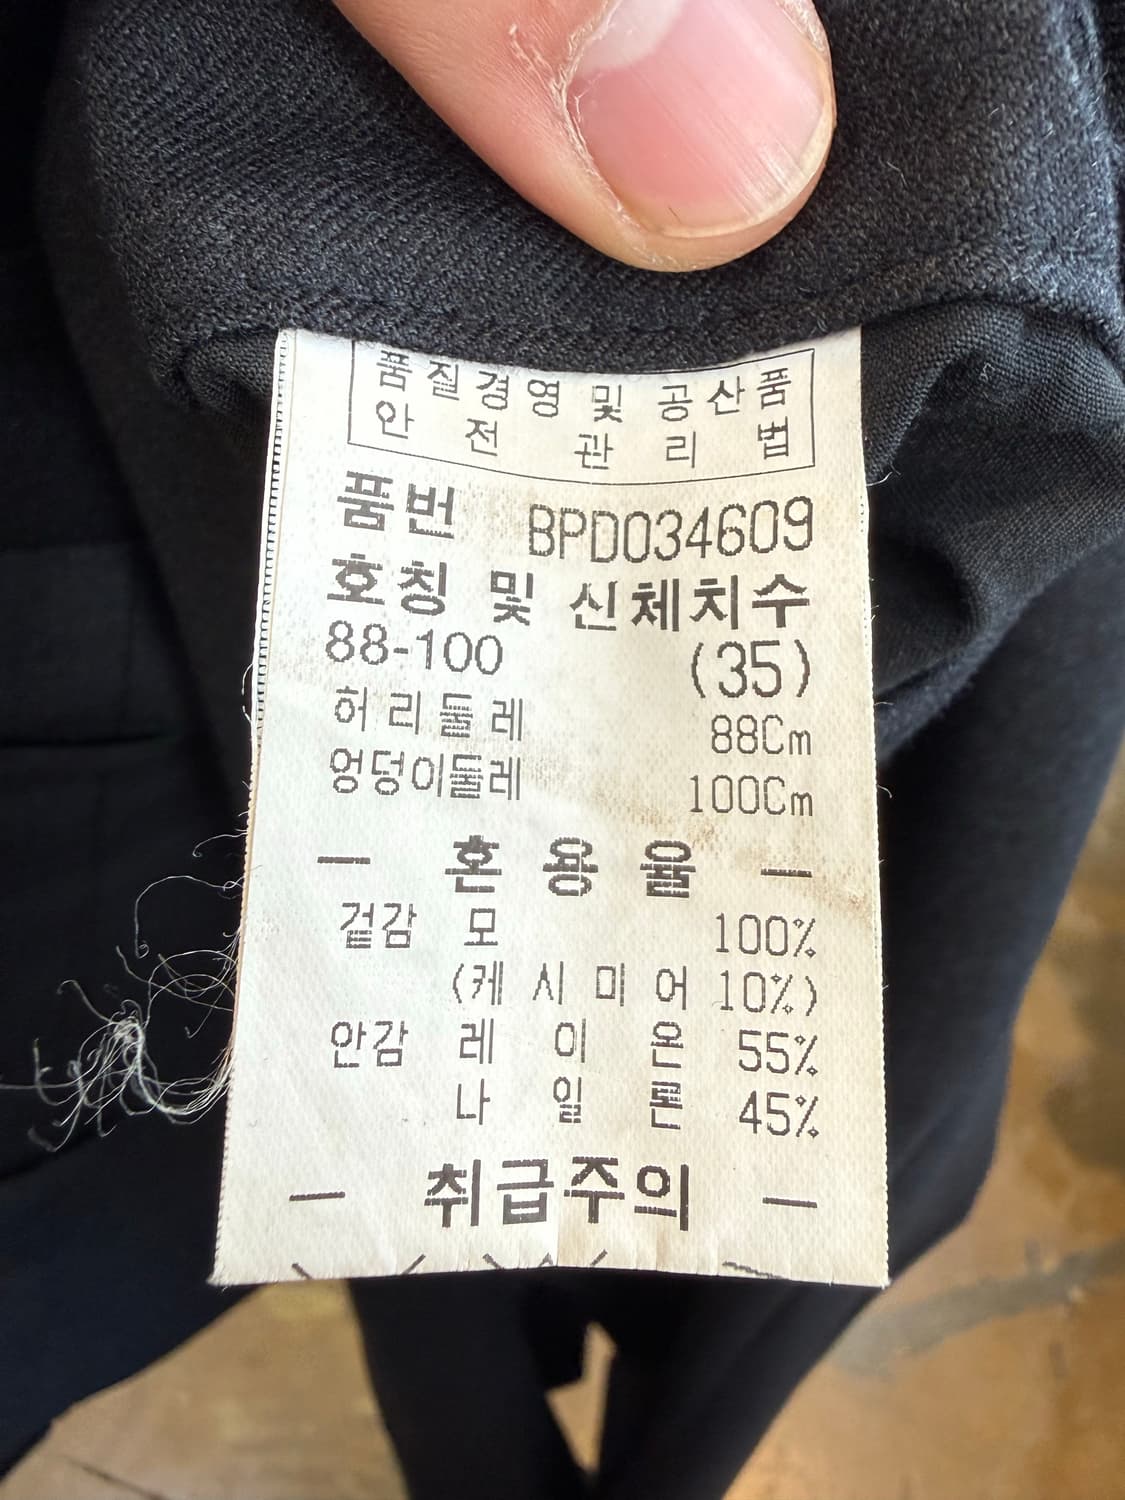 품질경영 및 공산품
안 전 관 리 법
품번 BPD034609
호칭 및 신체치수
88-100 (35)
허리둘레 88Cm
엉덩이둘레 100Cm
— 혼 용 율 —
겉감 모 100%
(케 시 미 어 10%)
안감 레 이 온 55%
나 일 론 45%
— 취급주의 —